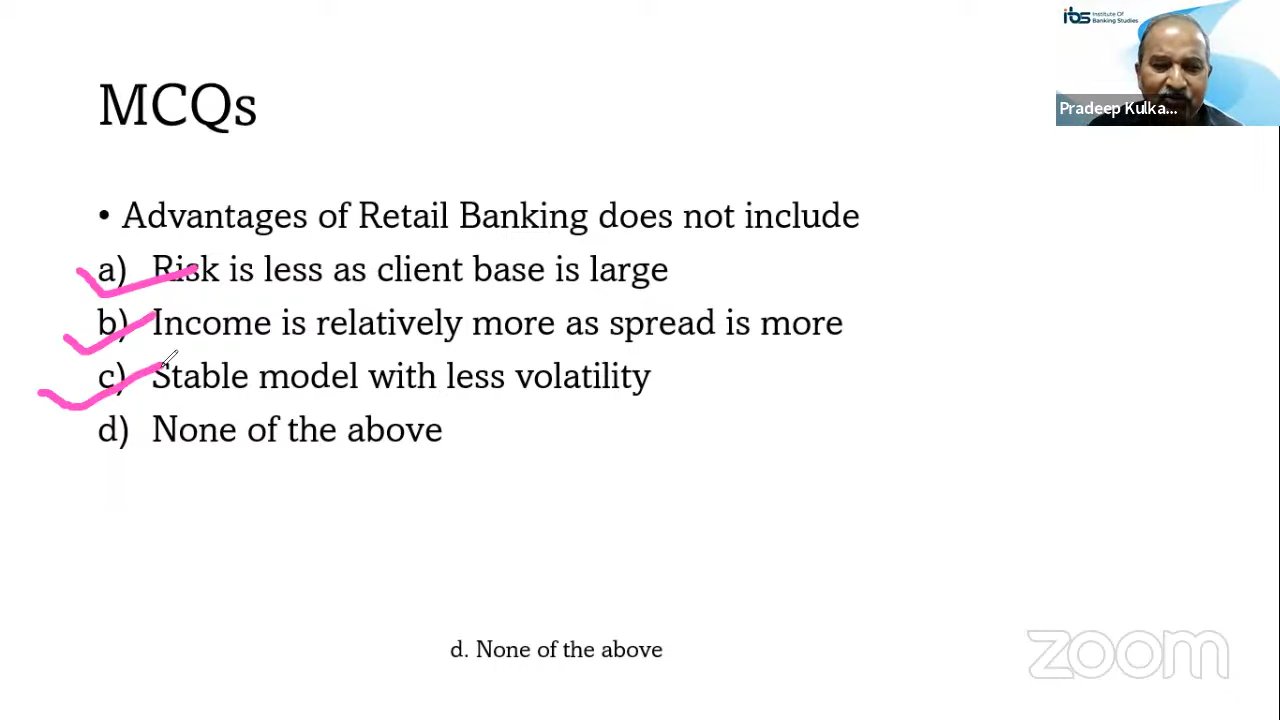 ibs Institute Of
Banking Studies
Pradeep Kulka...
MCQs
• Advantages of Retail Banking does not include
a) Risk is less as client base is large
b) Income is relatively more as spread is more
c) Stable model with less volatility
d) None of the above
d. None of the above
zoom